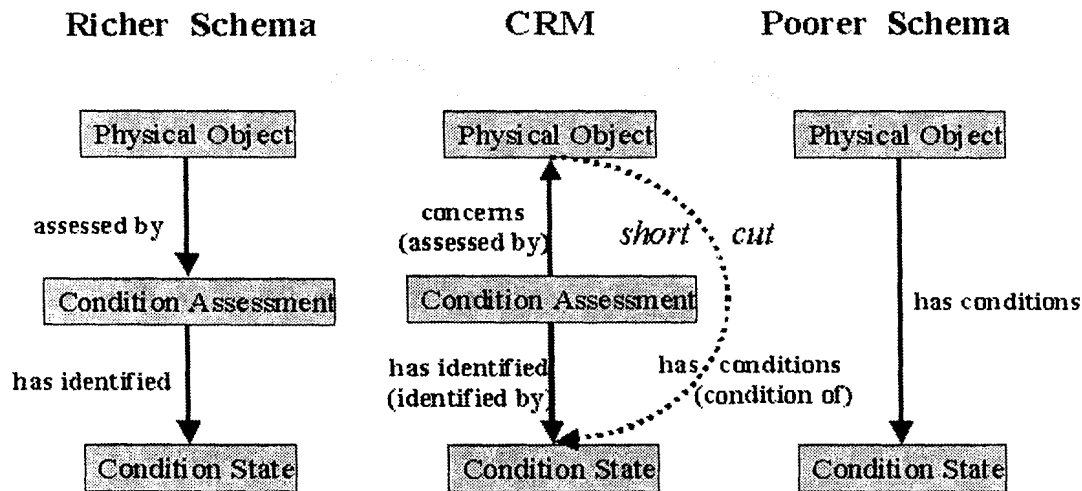 Richer Schema
CRM
Poorer Schema
Physical Object
Physical Object
Physical Object
assessed by
concerns
(assessed by)
short cut
Condition Assessment
Condition Assessment
has conditions
has identified
has identified
(identified by)
has conditions
(condition of)
Condition State
Condition State
Condition State